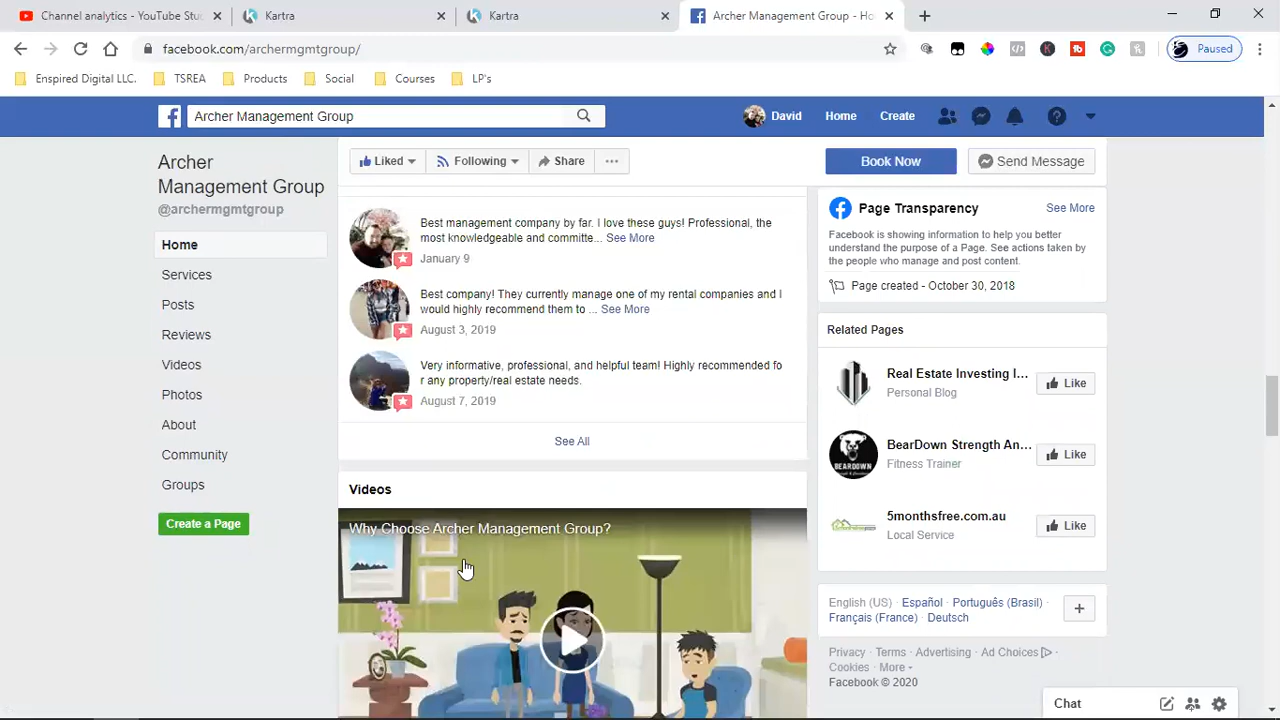 Channel analytics - YouTube Stu
Kartra
Kartra
Archer Management Group - Ho
facebook.com/archermgmtgroup/
Paused
Enspired Digital LLC.
TSREA
Products
Social
Courses
LP's
Archer Management Group
David
Home
Create
Archer
Management Group
@archermgmtgroup
Home
Services
Posts
Reviews
Videos
Photos
About
Community
Groups
Create a Page
Liked
Following
Share
Book Now
Send Message
Best management company by far. I love these guys! Professional, the
most knowledgeable and committe... See More
January 9
Best company! They currently manage one of my rental companies and I
would highly recommend them to ... See More
August 3, 2019
Very informative, professional, and helpful team! Highly recommended fo
r any property/real estate needs.
August 7, 2019
See All
Videos
Why Choose Archer Management Group?
Page Transparency
See More
Facebook is showing information to help you better
understand the purpose of a Page. See actions taken by
the people who manage and post content.
Page created - October 30, 2018
Related Pages
Real Estate Investing I...
Personal Blog
Like
BEARDOWN
BearDown Strength An...
Fitness Trainer
Like
5monthsfree.com.au
Local Service
Like
English (US) · Español · Português (Brasil) ·
Français (France) · Deutsch
Privacy · Terms · Advertising · Ad Choices ·
Cookies · More
Facebook © 2020
Chat